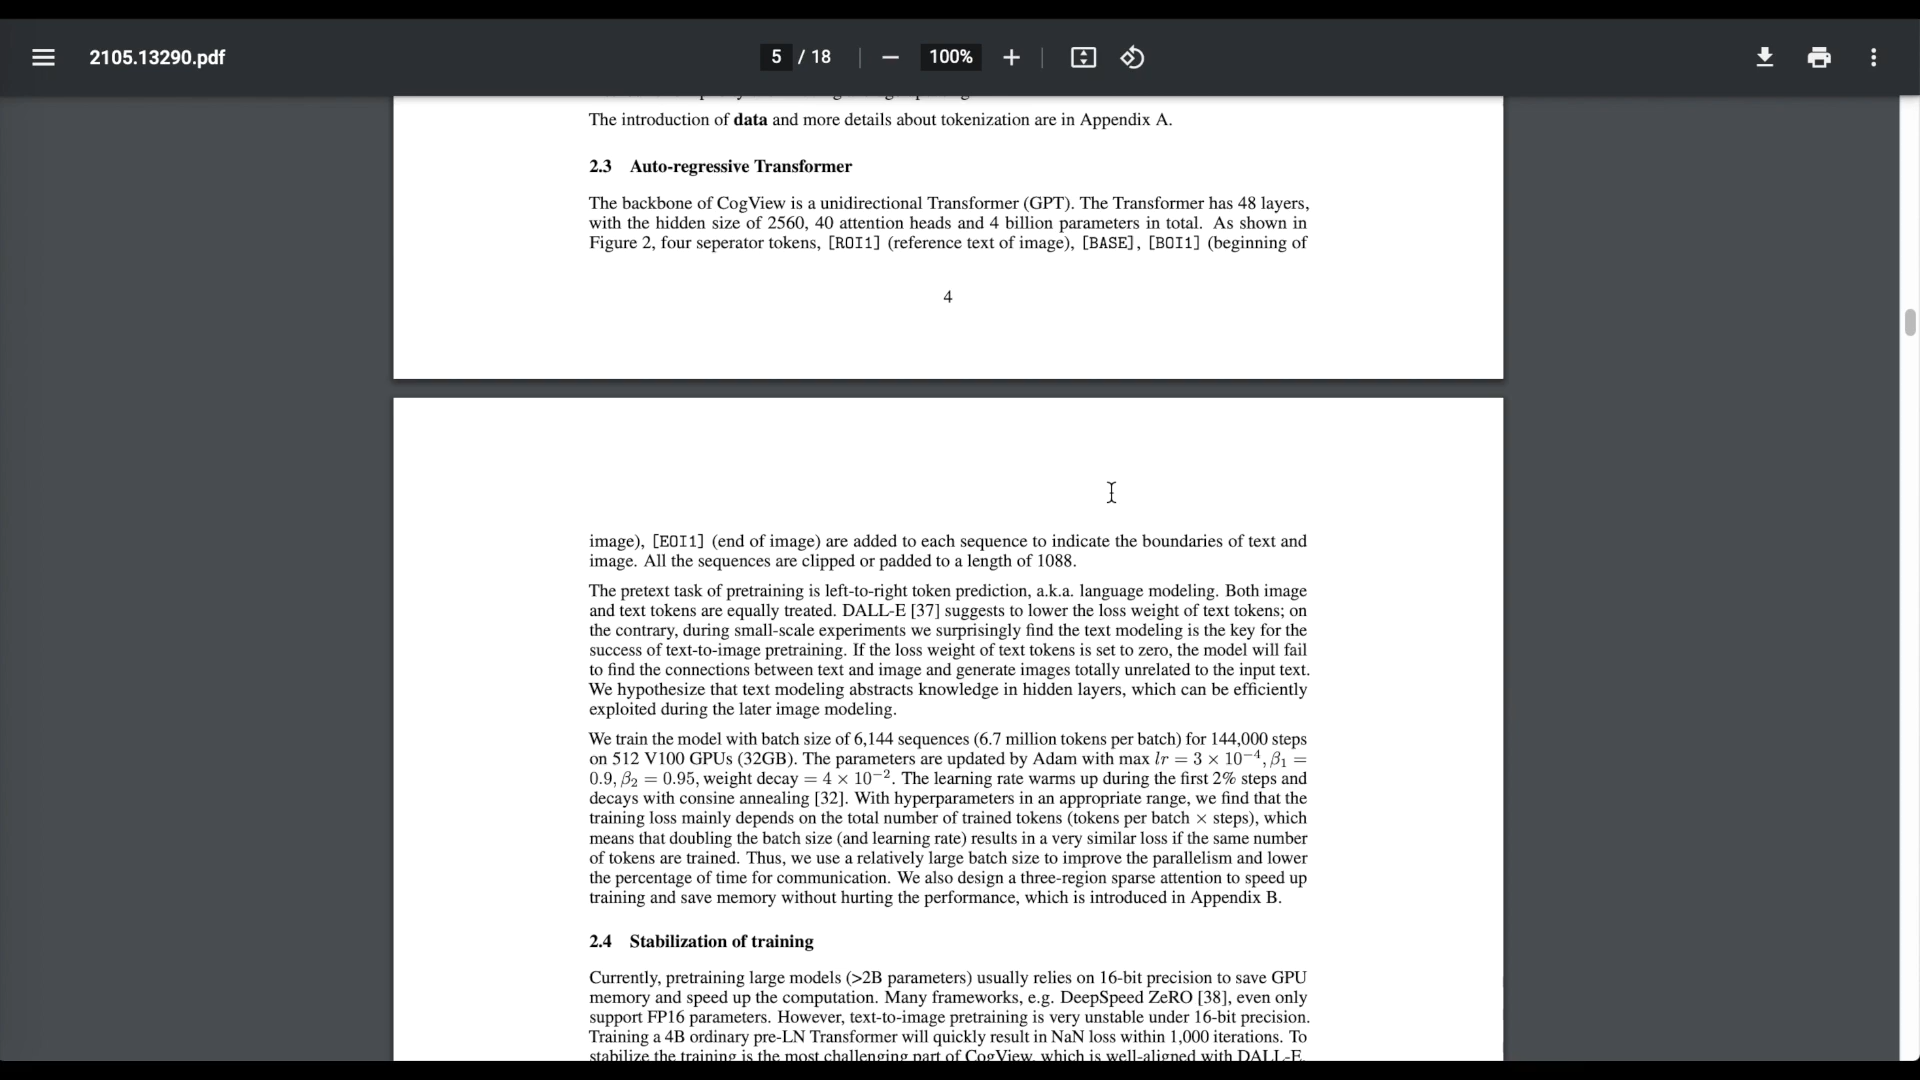 2105.13290.pdf
5 / 18
100%
The introduction of data and more details about tokenization are in Appendix A.
2.3 Auto-regressive Transformer
The backbone of CogView is a unidirectional Transformer (GPT). The Transformer has 48 layers,
with the hidden size of 2560, 40 attention heads and 4 billion parameters in total. As shown in
Figure 2, four seperator tokens, [ROI1] (reference text of image), [BASE], [BOI1] (beginning of
4
image), [EOI1] (end of image) are added to each sequence to indicate the boundaries of text and
image. All the sequences are clipped or padded to a length of 1088.
The pretext task of pretraining is left-to-right token prediction, a.k.a. language modeling. Both image
and text tokens are equally treated. DALL-E [37] suggests to lower the loss weight of text tokens; on
the contrary, during small-scale experiments we surprisingly find the text modeling is the key for the
success of text-to-image pretraining. If the loss weight of text tokens is set to zero, the model will fail
to find the connections between text and image and generate images totally unrelated to the input text.
We hypothesize that text modeling abstracts knowledge in hidden layers, which can be efficiently
exploited during the later image modeling.
We train the model with batch size of 6,144 sequences (6.7 million tokens per batch) for 144,000 steps
on 512 V100 GPUs (32GB). The parameters are updated by Adam with max lr = 3 × 10⁻⁴, β₁ =
0.9, β₂ = 0.95, weight decay = 4 × 10⁻². The learning rate warms up during the first 2% steps and
decays with consine annealing [32]. With hyperparameters in an appropriate range, we find that the
training loss mainly depends on the total number of trained tokens (tokens per batch × steps), which
means that doubling the batch size (and learning rate) results in a very similar loss if the same number
of tokens are trained. Thus, we use a relatively large batch size to improve the parallelism and lower
the percentage of time for communication. We also design a three-region sparse attention to speed up
training and save memory without hurting the performance, which is introduced in Appendix B.
2.4 Stabilization of training
Currently, pretraining large models (>2B parameters) usually relies on 16-bit precision to save GPU
memory and speed up the computation. Many frameworks, e.g. DeepSpeed ZeRO [38], even only
support FP16 parameters. However, text-to-image pretraining is very unstable under 16-bit precision.
Training a 4B ordinary pre-LN Transformer will quickly result in NaN loss within 1,000 iterations. To
stabilize the training is the most challenging part of CogView, which is well-aligned with DALL-E.